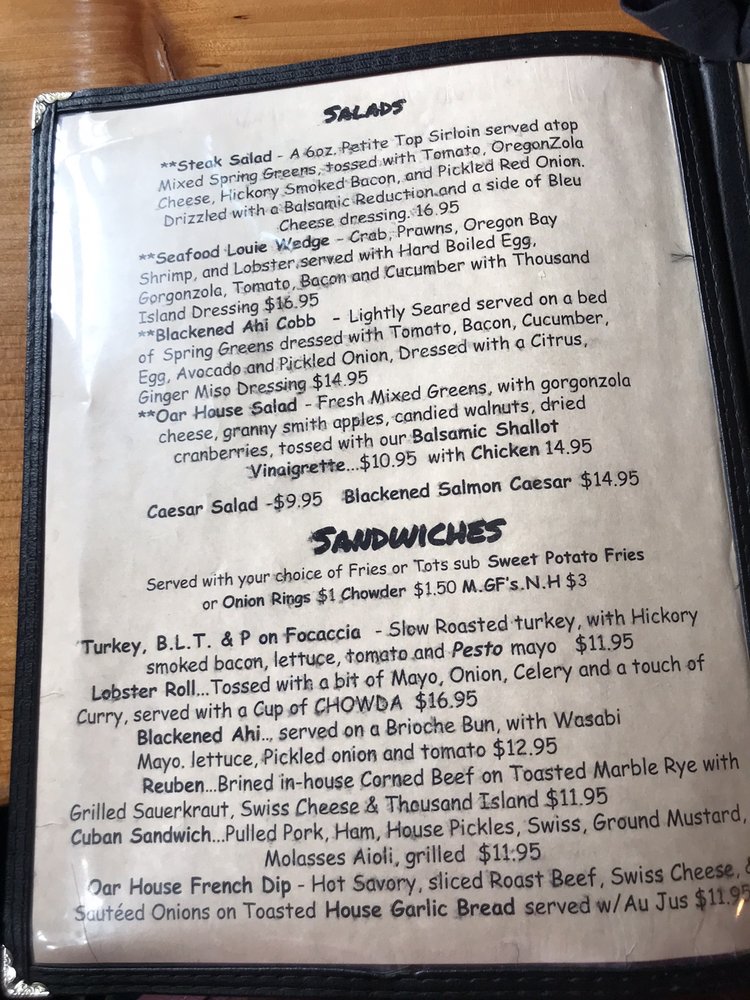 SALADS
**Steak Salad - A 6oz. Petite Top Sirloin served atop
Mixed Spring Greens, tossed with Tomato, OregonZola
Cheese, Hickory Smoked Bacon, and Pickled Red Onion.
Drizzled with a Balsamic Reduction and a side of Bleu
Cheese dressing. 16.95
**Seafood Louie Wedge - Crab, Prawns, Oregon Bay
Shrimp, and Lobster served with Hard Boiled Egg,
Gorgonzola, Tomato, Bacon and Cucumber with Thousand
Island Dressing $16.95
**Blackened Ahi Cobb - Lightly Seared served on a bed
of Spring Greens dressed with Tomato, Bacon, Cucumber,
Egg, Avocado and Pickled Onion, Dressed with a Citrus,
Ginger Miso Dressing $14.95
**Oar House Salad - Fresh Mixed Greens, with gorgonzola
cheese, granny smith apples, candied walnuts, dried
cranberries, tossed with our Balsamic Shallot
Vinaigrette...$10.95 with Chicken 14.95
Caesar Salad -$9.95 Blackened Salmon Caesar $14.95
SANDWICHES
Served with your choice of Fries or Tots sub Sweet Potato Fries
or Onion Rings $1 Chowder $1.50 M.GF's.N.H $3
Turkey, B.L.T. & P on Focaccia - Slow Roasted turkey, with Hickory
smoked bacon, lettuce, tomato and Pesto mayo $11.95
Lobster Roll...Tossed with a bit of Mayo, Onion, Celery and a touch of
Curry, served with a Cup of CHOWDA $16.95
Blackened Ahi.., served on a Brioche Bun, with Wasabi
Mayo, lettuce, Pickled onion and tomato $12.95
Reuben...Brined in-house Corned Beef on Toasted Marble Rye with
Grilled Sauerkraut, Swiss Cheese & Thousand Island $11.95
Cuban Sandwich...Pulled Pork, Ham, House Pickles, Swiss, Ground Mustard,
Molasses Aioli, grilled $11.95
Oar House French Dip - Hot Savory, sliced Roast Beef, Swiss Cheese, &
Sautéed Onions on Toasted House Garlic Bread served w/Au Jus $11.95